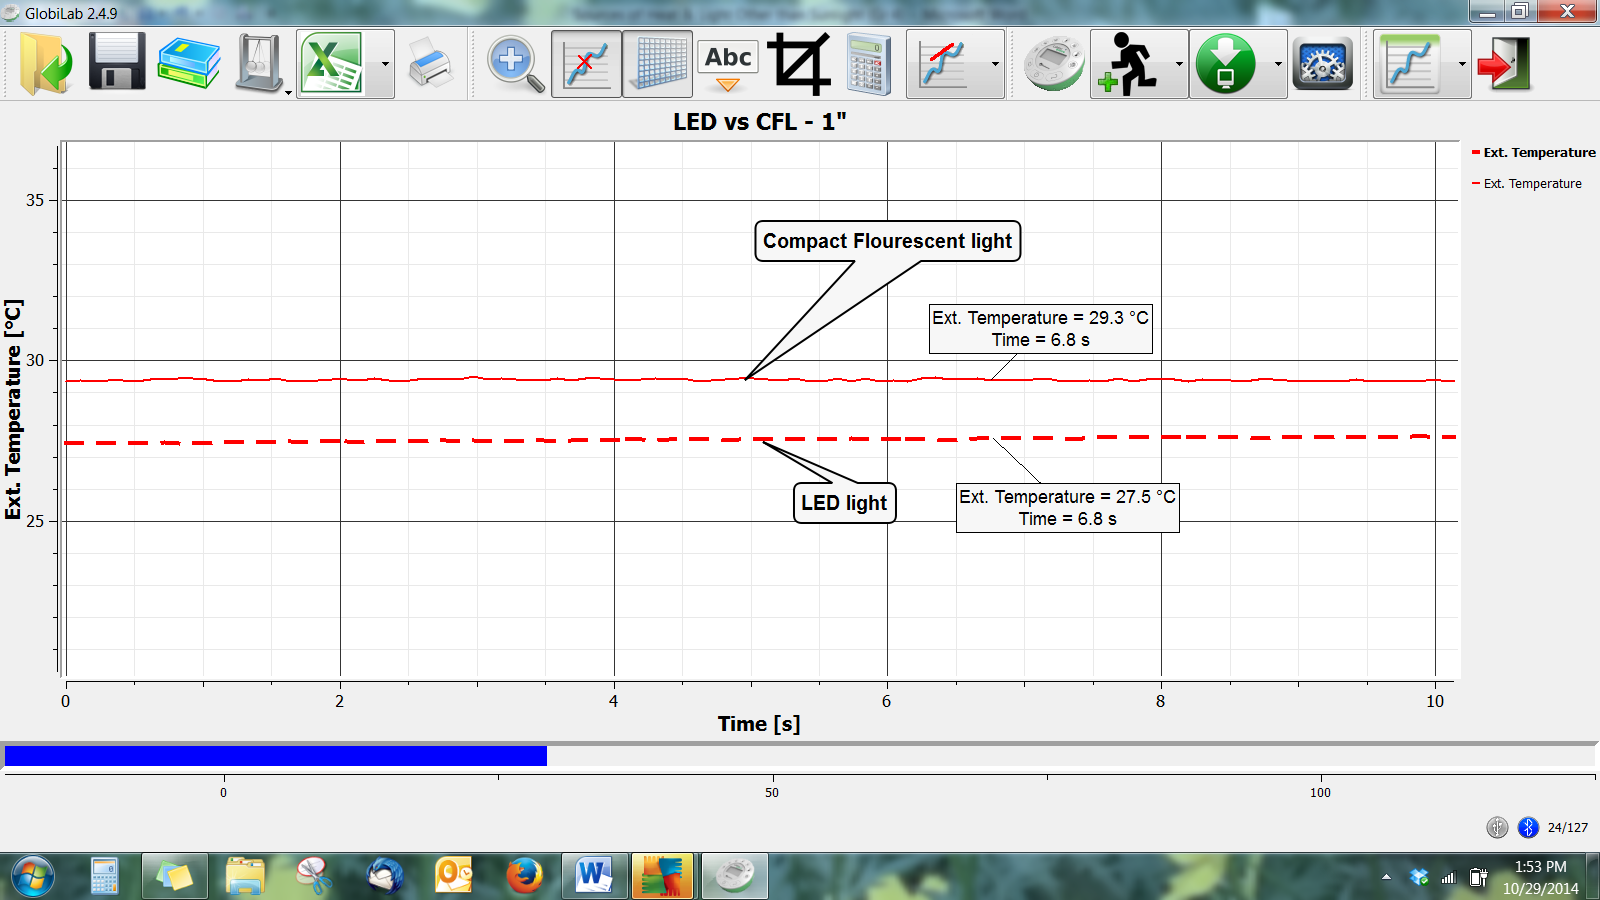 GlobiLab 2.4.9
Abc
LED vs CFL - 1"
Ext. Temperature
Ext. Temperature
35
30
25
Ext. Temperature [°C]
Compact Flourescent light
Ext. Temperature = 29.3 °C
Time = 6.8 s
LED light
Ext. Temperature = 27.5 °C
Time = 6.8 s
0 2 4 6 8 10
Time [s]
0 50 100
24/127
1:53 PM
10/29/2014